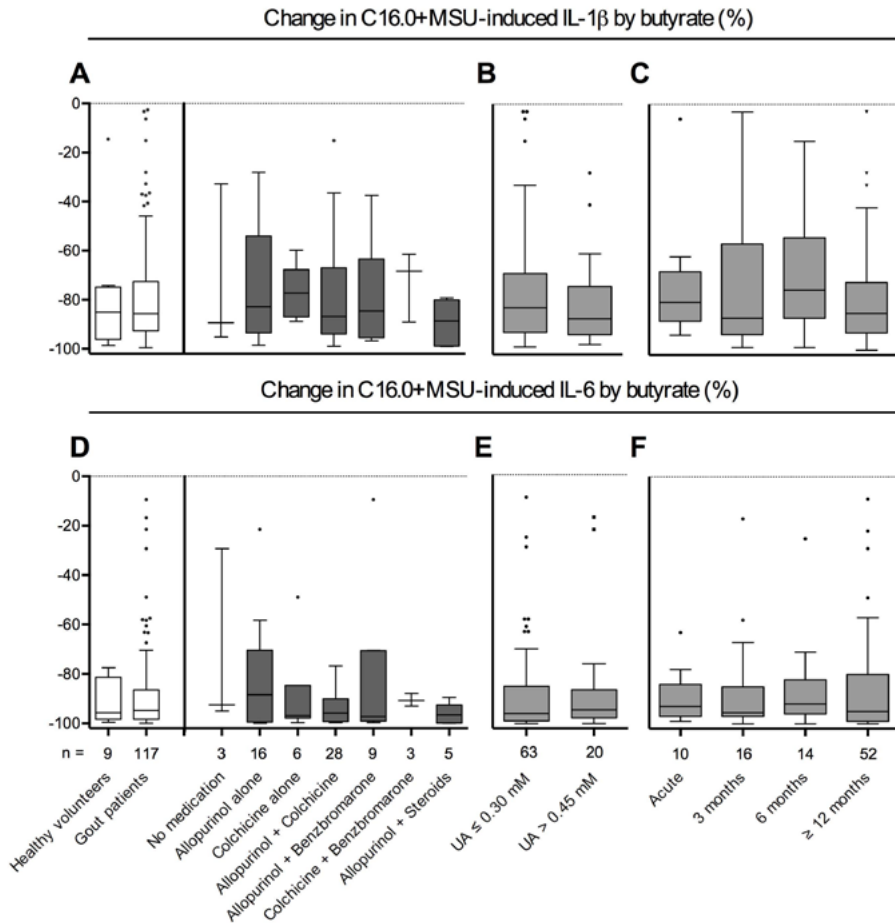 Change in C16.0+MSU-induced IL-1β by butyrate (%)
A
B
C
0
-20
-40
-60
-80
-100
Change in C16.0+MSU-induced IL-6 by butyrate (%)
D
E
F
0
-20
-40
-60
-80
-100
n = 9 117 3 16 6 28 9 3 5 63 20 10 16 14 52
Healthy volunteers
Gout patients
No medication
Allopurinol alone
Colchicine alone
Allopurinol + Colchicine
Allopurinol + Benzbromarone
Colchicine + Benzbromarone
Allopurinol + Steroids
UA ≤ 0.30 mM
UA > 0.45 mM
Acute
3 months
6 months
≥ 12 months